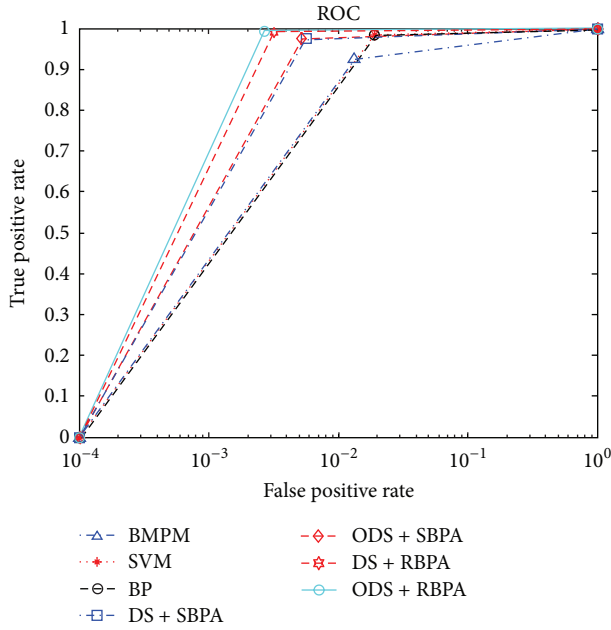 ROC
1
0.9
0.8
0.7
0.6
0.5
0.4
0.3
0.2
0.1
0
True positive rate
10⁻⁴ 10⁻³ 10⁻² 10⁻¹ 10⁰
False positive rate
BMPM
SVM
BP
DS + SBPA
ODS + SBPA
DS + RBPA
ODS + RBPA